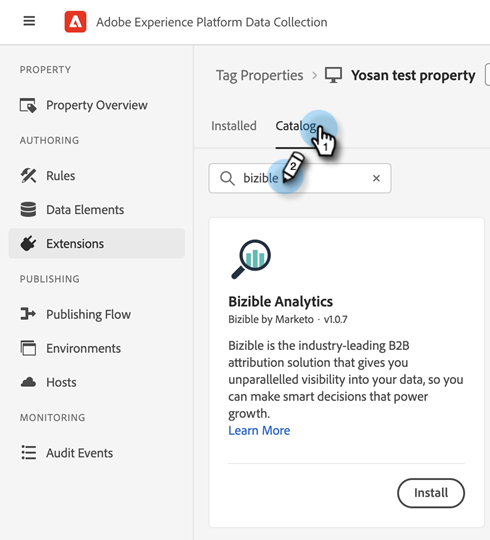 Adobe Experience Platform Data Collection
PROPERTY
Property Overview
AUTHORING
Rules
Data Elements
Extensions
PUBLISHING
Publishing Flow
Environments
Hosts
MONITORING
Audit Events
Tag Properties > Yosan test property
Installed Catalog
1
bizible ×
2
Bizible Analytics
Bizible by Marketo · v1.0.7
Bizible is the industry-leading B2B
attribution solution that gives you
unparallelled visibility into your data, so you
can make smart decisions that power
growth.
Learn More
Install